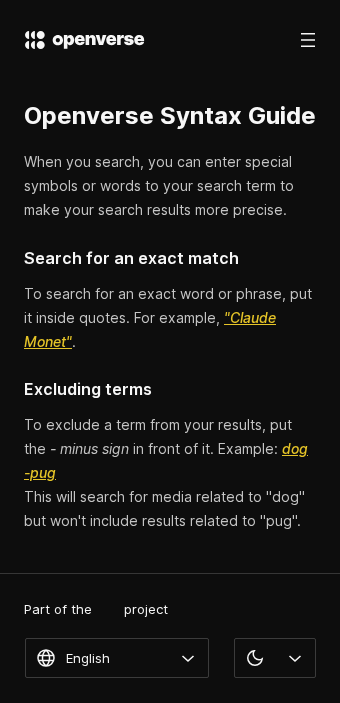 openverse
Openverse Syntax Guide
When you search, you can enter special
symbols or words to your search term to
make your search results more precise.
Search for an exact match
To search for an exact word or phrase, put
it inside quotes. For example, "Claude
Monet".
Excluding terms
To exclude a term from your results, put
the - minus sign in front of it. Example: dog
-pug
This will search for media related to "dog"
but won't include results related to "pug".
Part of the project
English